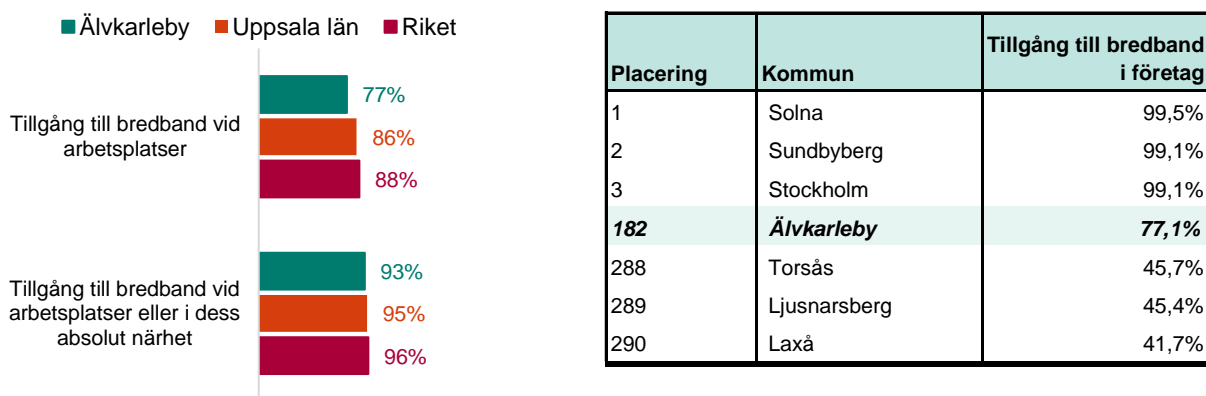 Älvkarleby Uppsala län Riket
Tillgång till bredband vid
arbetsplatser
77%
86%
88%
Tillgång till bredband vid
arbetsplatser eller i dess
absolut närhet
93%
95%
96%
Placering Kommun Tillgång till bredband
i företag
1 Solna 99,5%
2 Sundbyberg 99,1%
3 Stockholm 99,1%
182 Älvkarleby 77,1%
288 Torsås 45,7%
289 Ljusnarsberg 45,4%
290 Laxå 41,7%